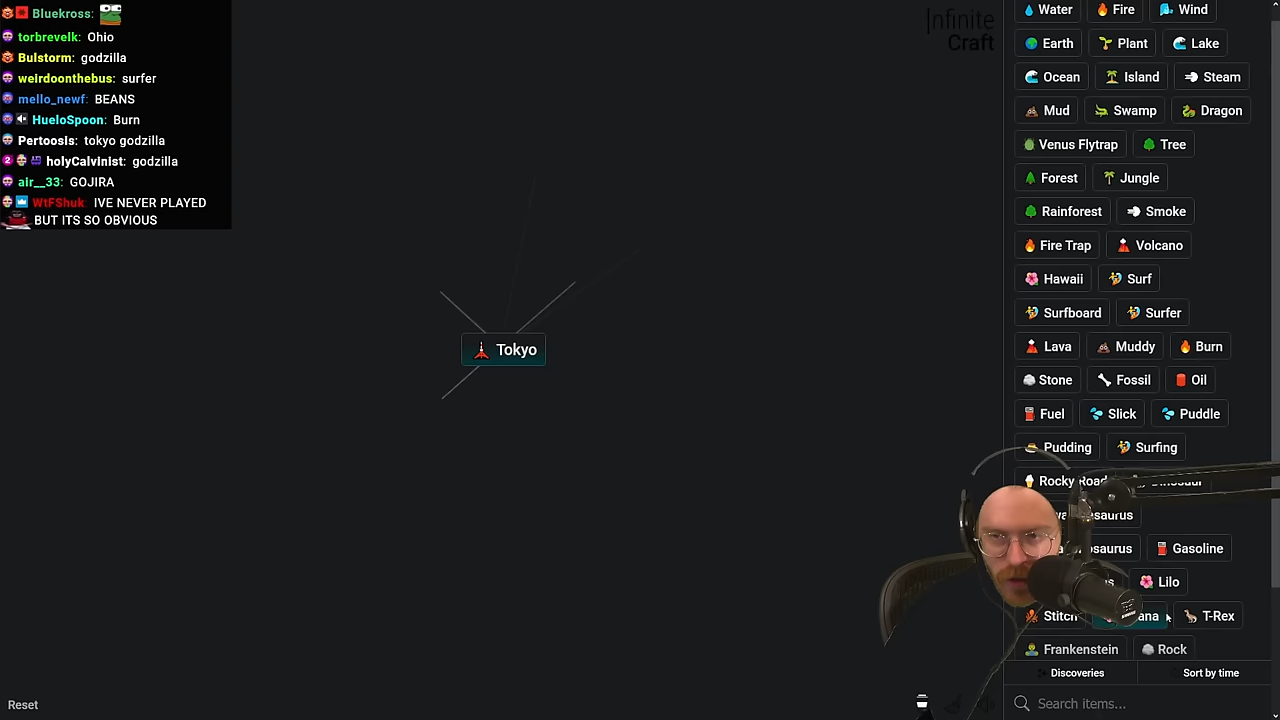 Bluekross:
torbrevelk: Ohio
Bulstorm: godzilla
weirdoonthebus: surfer
mello_newf: BEANS
HueloSpoon: Burn
Pertoosis: tokyo godzilla
2 holyCalvinist: godzilla
air__33: GOJIRA
WtFShuk: IVE NEVER PLAYED
BUT ITS SO OBVIOUS
Infinite
Craft
Tokyo
Water Fire Wind
Earth Plant Lake
Ocean Island Steam
Mud Swamp Dragon
Venus Flytrap Tree
Forest Jungle
Rainforest Smoke
Fire Trap Volcano
Hawaii Surf
Surfboard Surfer
Lava Muddy Burn
Stone Fossil Oil
Fuel Slick Puddle
Pudding Surfing
Rocky Road
Gasoline
Lilo
Stitch T-Rex
Frankenstein Rock
Discoveries Sort by time
Search items...
Reset